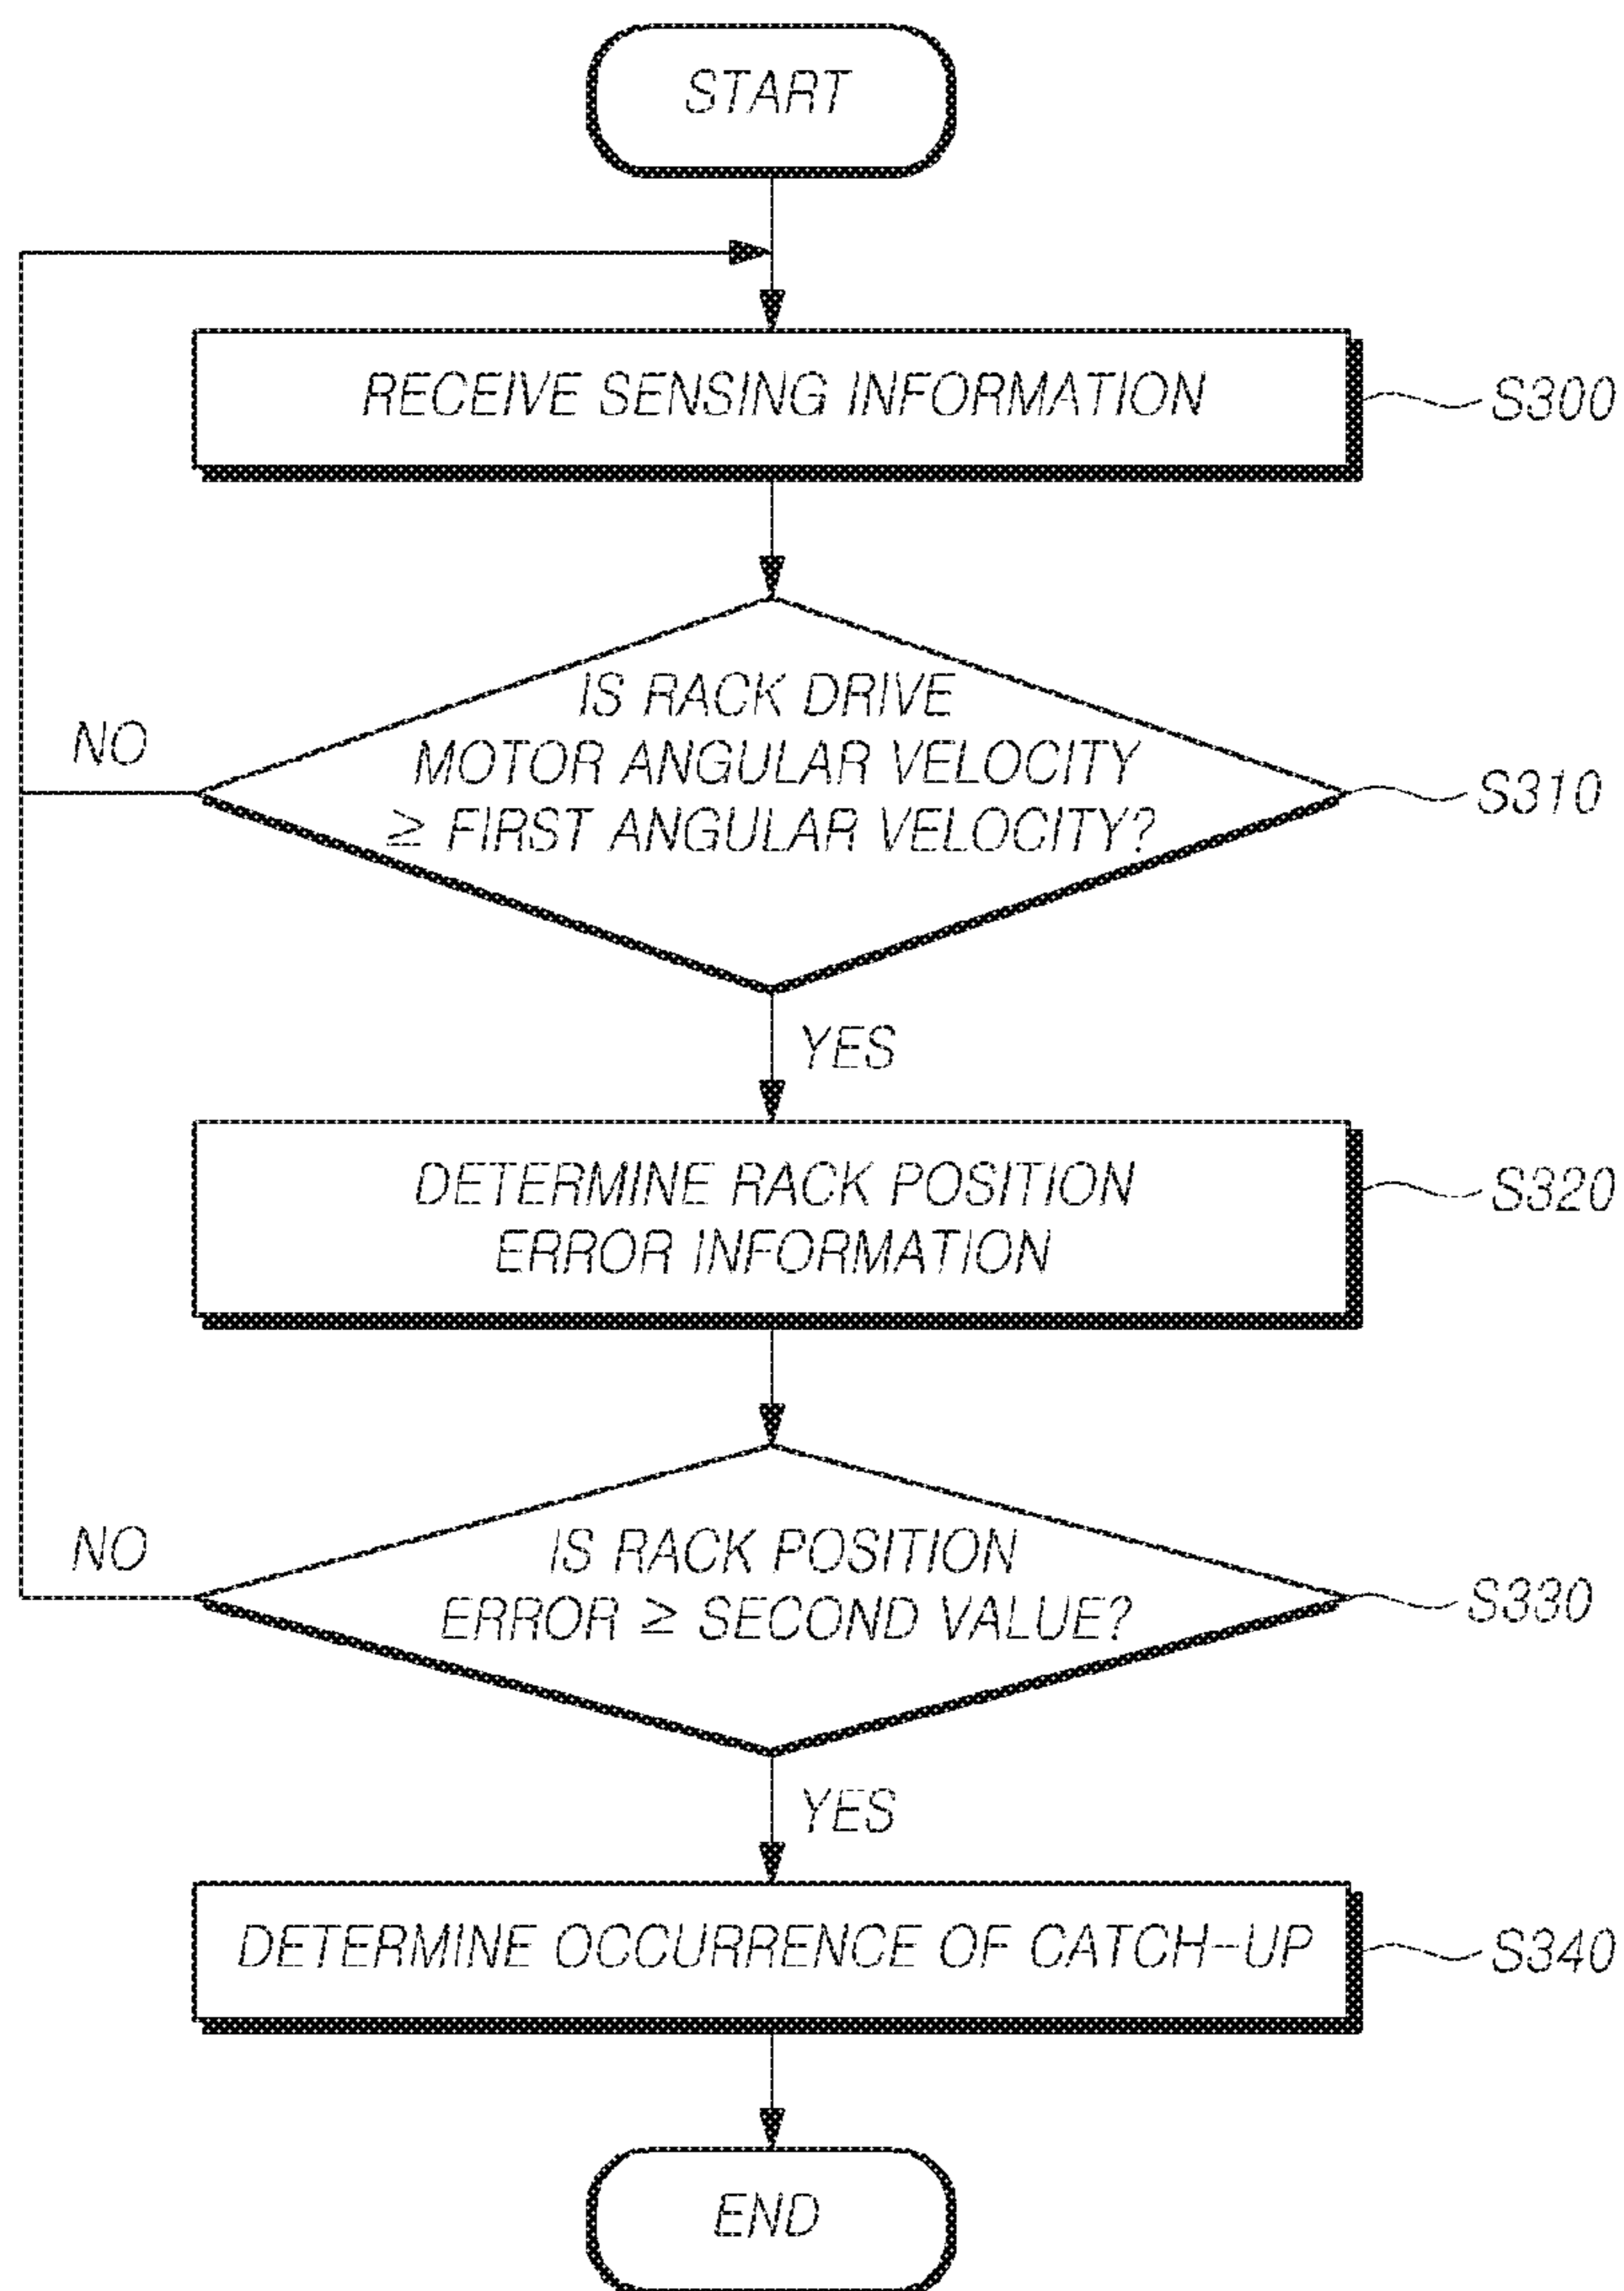 START
RECEIVE SENSING INFORMATION
S300
IS RACK DRIVE
MOTOR ANGULAR VELOCITY
≥ FIRST ANGULAR VELOCITY?
NO
S310
YES
DETERMINE RACK POSITION
ERROR INFORMATION
S320
IS RACK POSITION
ERROR ≥ SECOND VALUE?
NO
S330
YES
DETERMINE OCCURRENCE OF CATCH-UP
S340
END